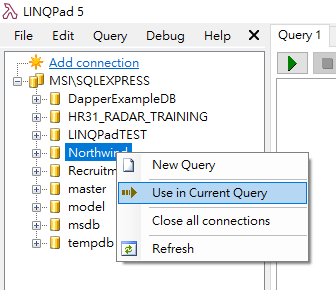 LINQPad 5
File Edit Query Debug Help
Query 1
Add connection
MSI\SQLEXPRESS
DapperExampleDB
HR31_RADAR_TRAINING
LINQPadTEST
Northwind
New Query
Recruitm
Use in Current Query
master
model
Close all connections
msdb
Refresh
tempdb